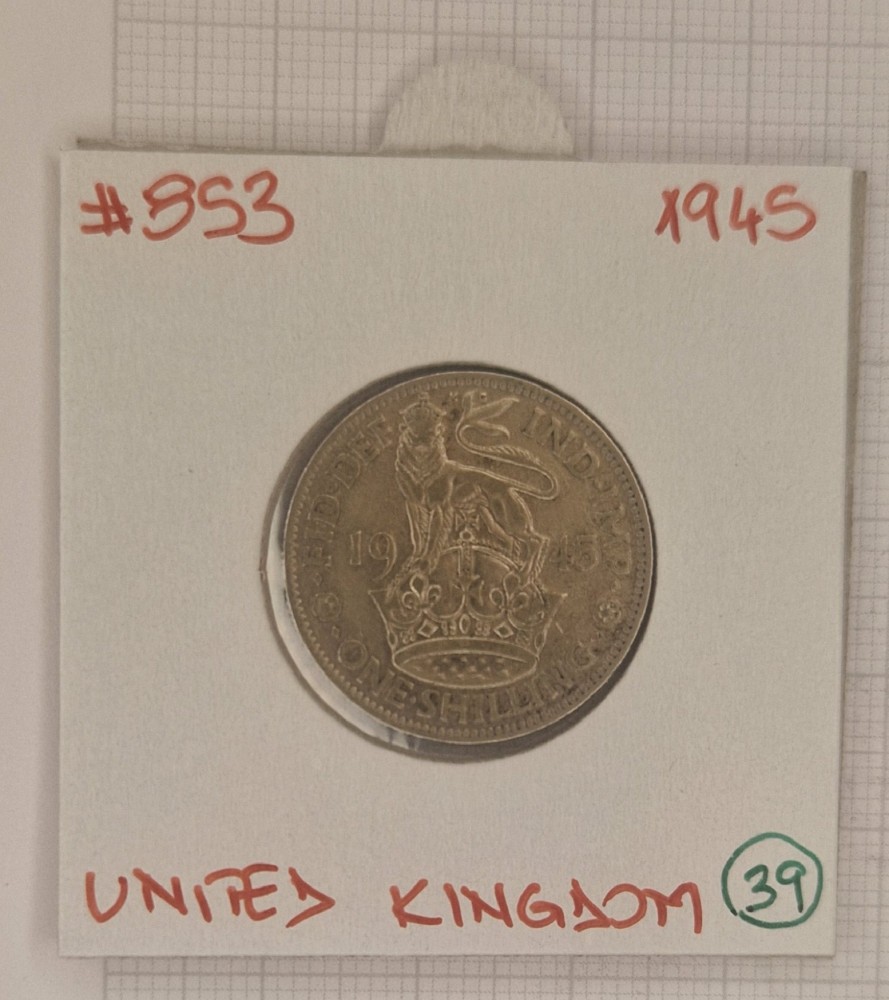 #853 1945
FID·DEF IND·IMP
19 45
ONE·SHILLING
UNITED KINGDOM 39